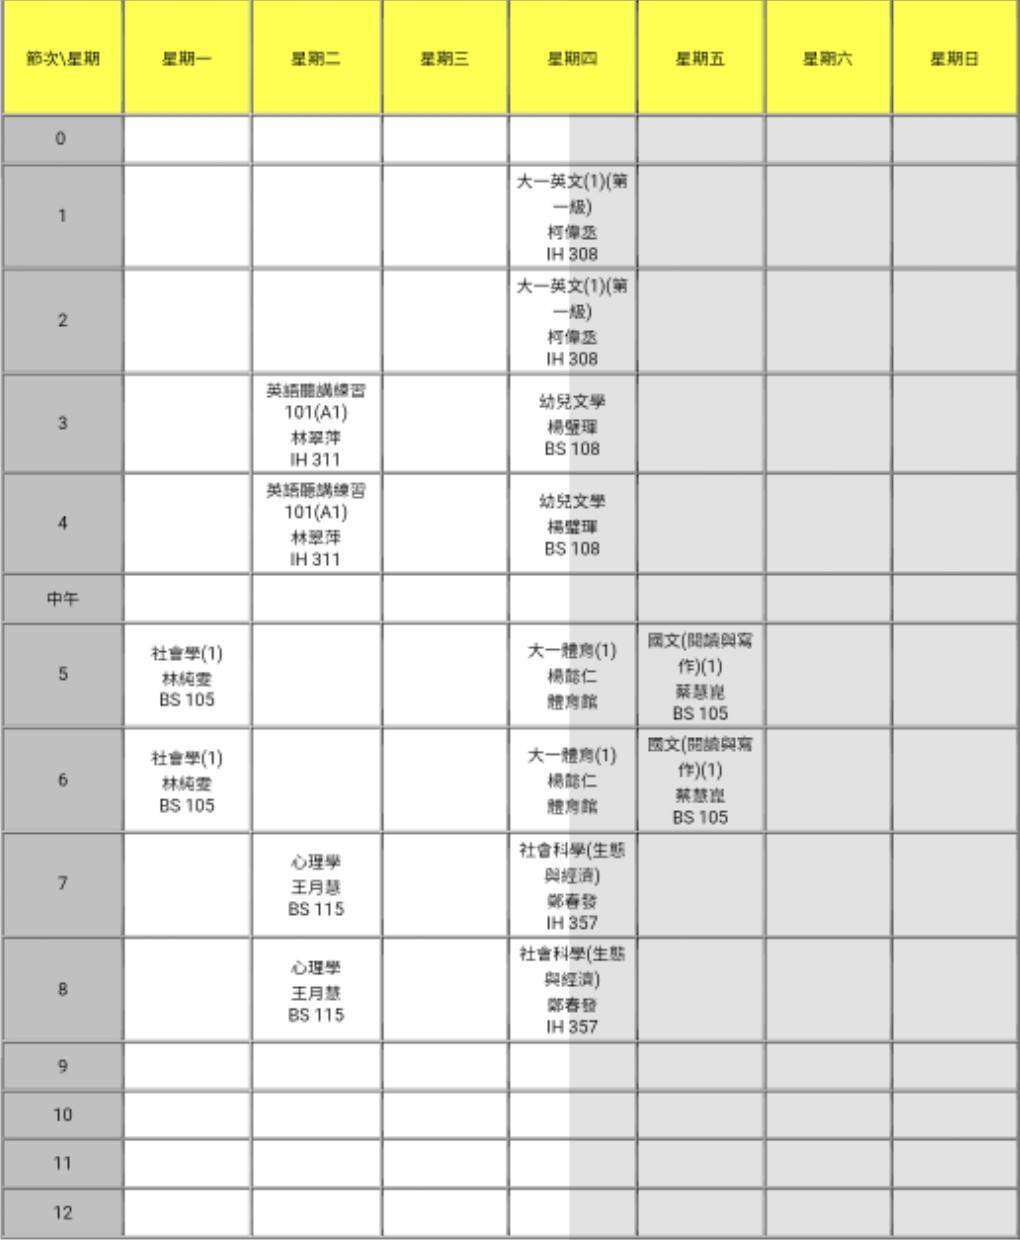 節次\星期 星期一 星期二 星期三 星期四 星期五 星期六 星期日
0
1
大一英文(1)(第
一級)
柯偉丞
IH 308
2
大一英文(1)(第
一級)
柯偉丞
IH 308
3
英語聽講練習
101(A1)
林翠萍
IH 311
幼兒文學
楊璧琿
BS 108
4
英語聽講練習
101(A1)
林翠萍
IH 311
幼兒文學
楊璧琿
BS 108
中午
5
社會學(1)
林純雯
BS 105
大一體育(1)
楊懿仁
體育館
國文(閱讀與寫
作)(1)
蔡慧崑
BS 105
6
社會學(1)
林純雯
BS 105
大一體育(1)
楊懿仁
體育館
國文(閱讀與寫
作)(1)
蔡慧崑
BS 105
7
心理學
王月慧
BS 115
社會科學(生態
與經濟)
鄭春發
IH 357
8
心理學
王月慧
BS 115
社會科學(生態
與經濟)
鄭春發
IH 357
9
10
11
12